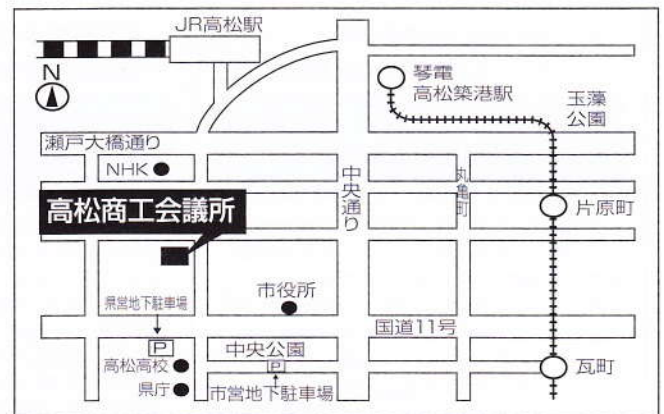 JR高松駅
N
琴電
高松築港駅
玉藻
公園
瀬戸大橋通り
NHK
中央通り
丸亀町
片原町
高松商工会議所
県営地下駐車場
市役所
国道11号
P
中央公園
P
高松高校
県庁
市営地下駐車場
瓦町